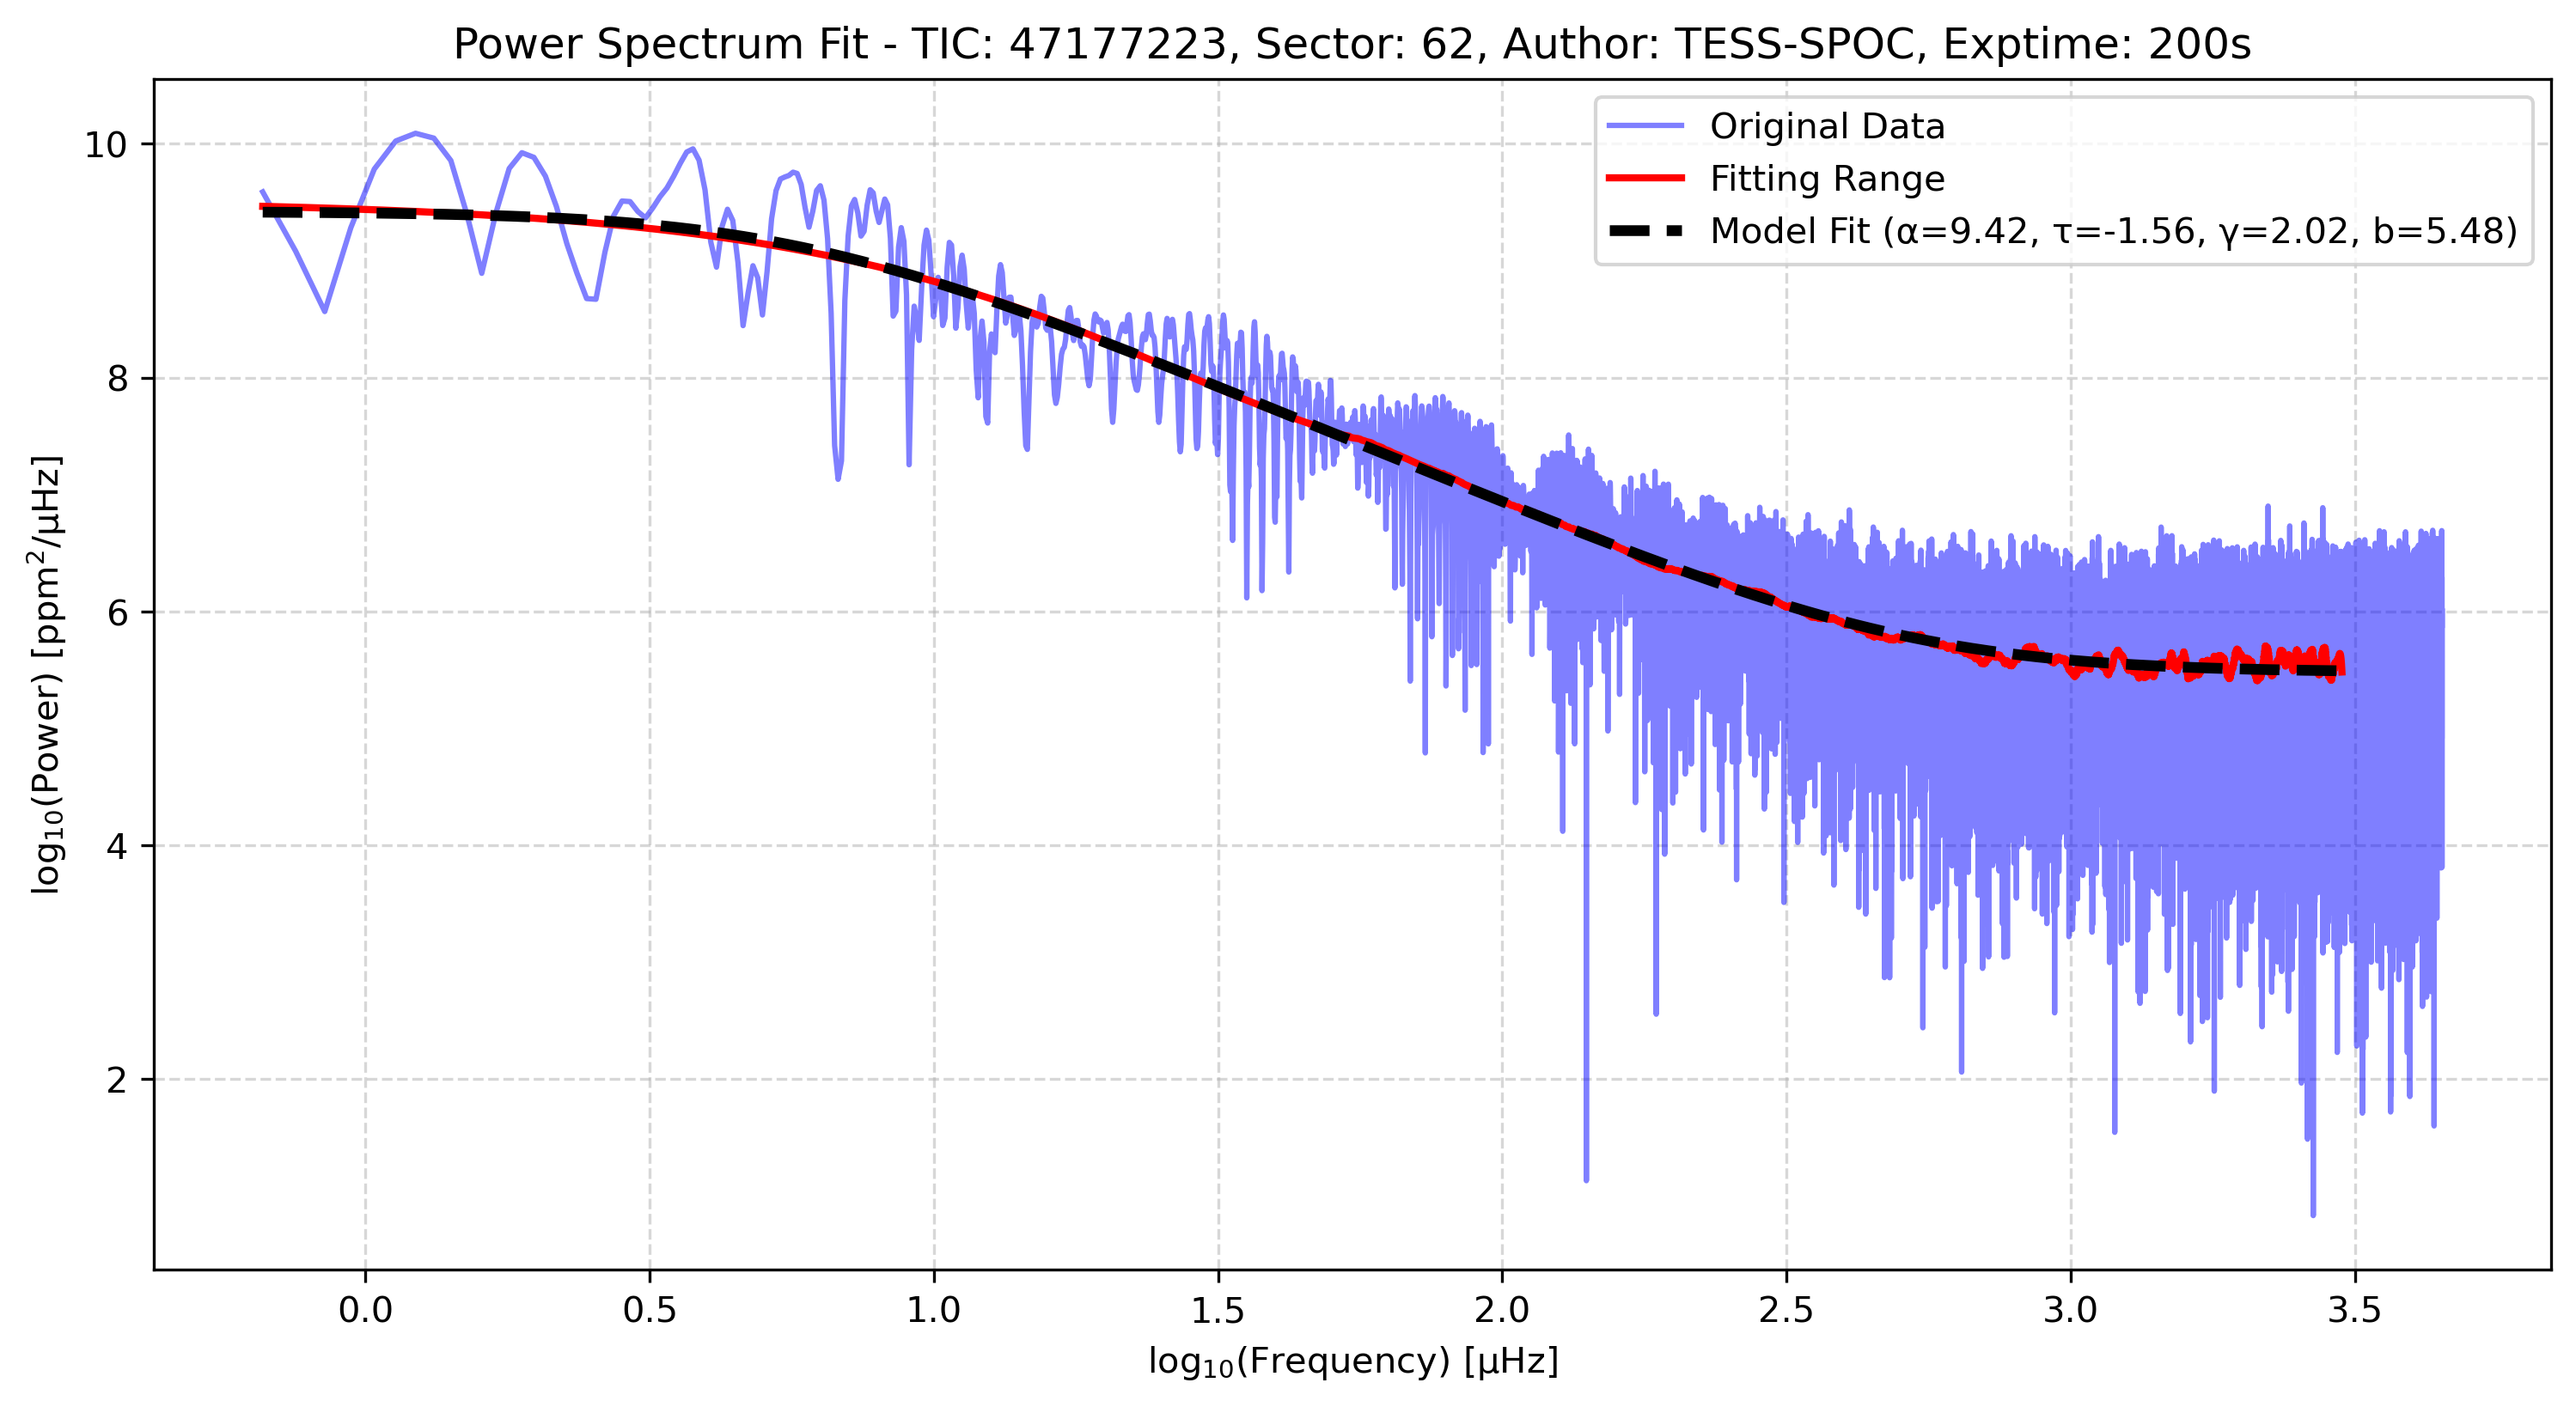 Power Spectrum Fit - TIC: 47177223, Sector: 62, Author: TESS-SPOC, Exptime: 200s
Original Data
Fitting Range
Model Fit (α=9.42, τ=-1.56, γ=2.02, b=5.48)
log₁₀(Power) [ppm²/μHz]
10
8
6
4
2
0.0 0.5 1.0 1.5 2.0 2.5 3.0 3.5
log₁₀(Frequency) [μHz]